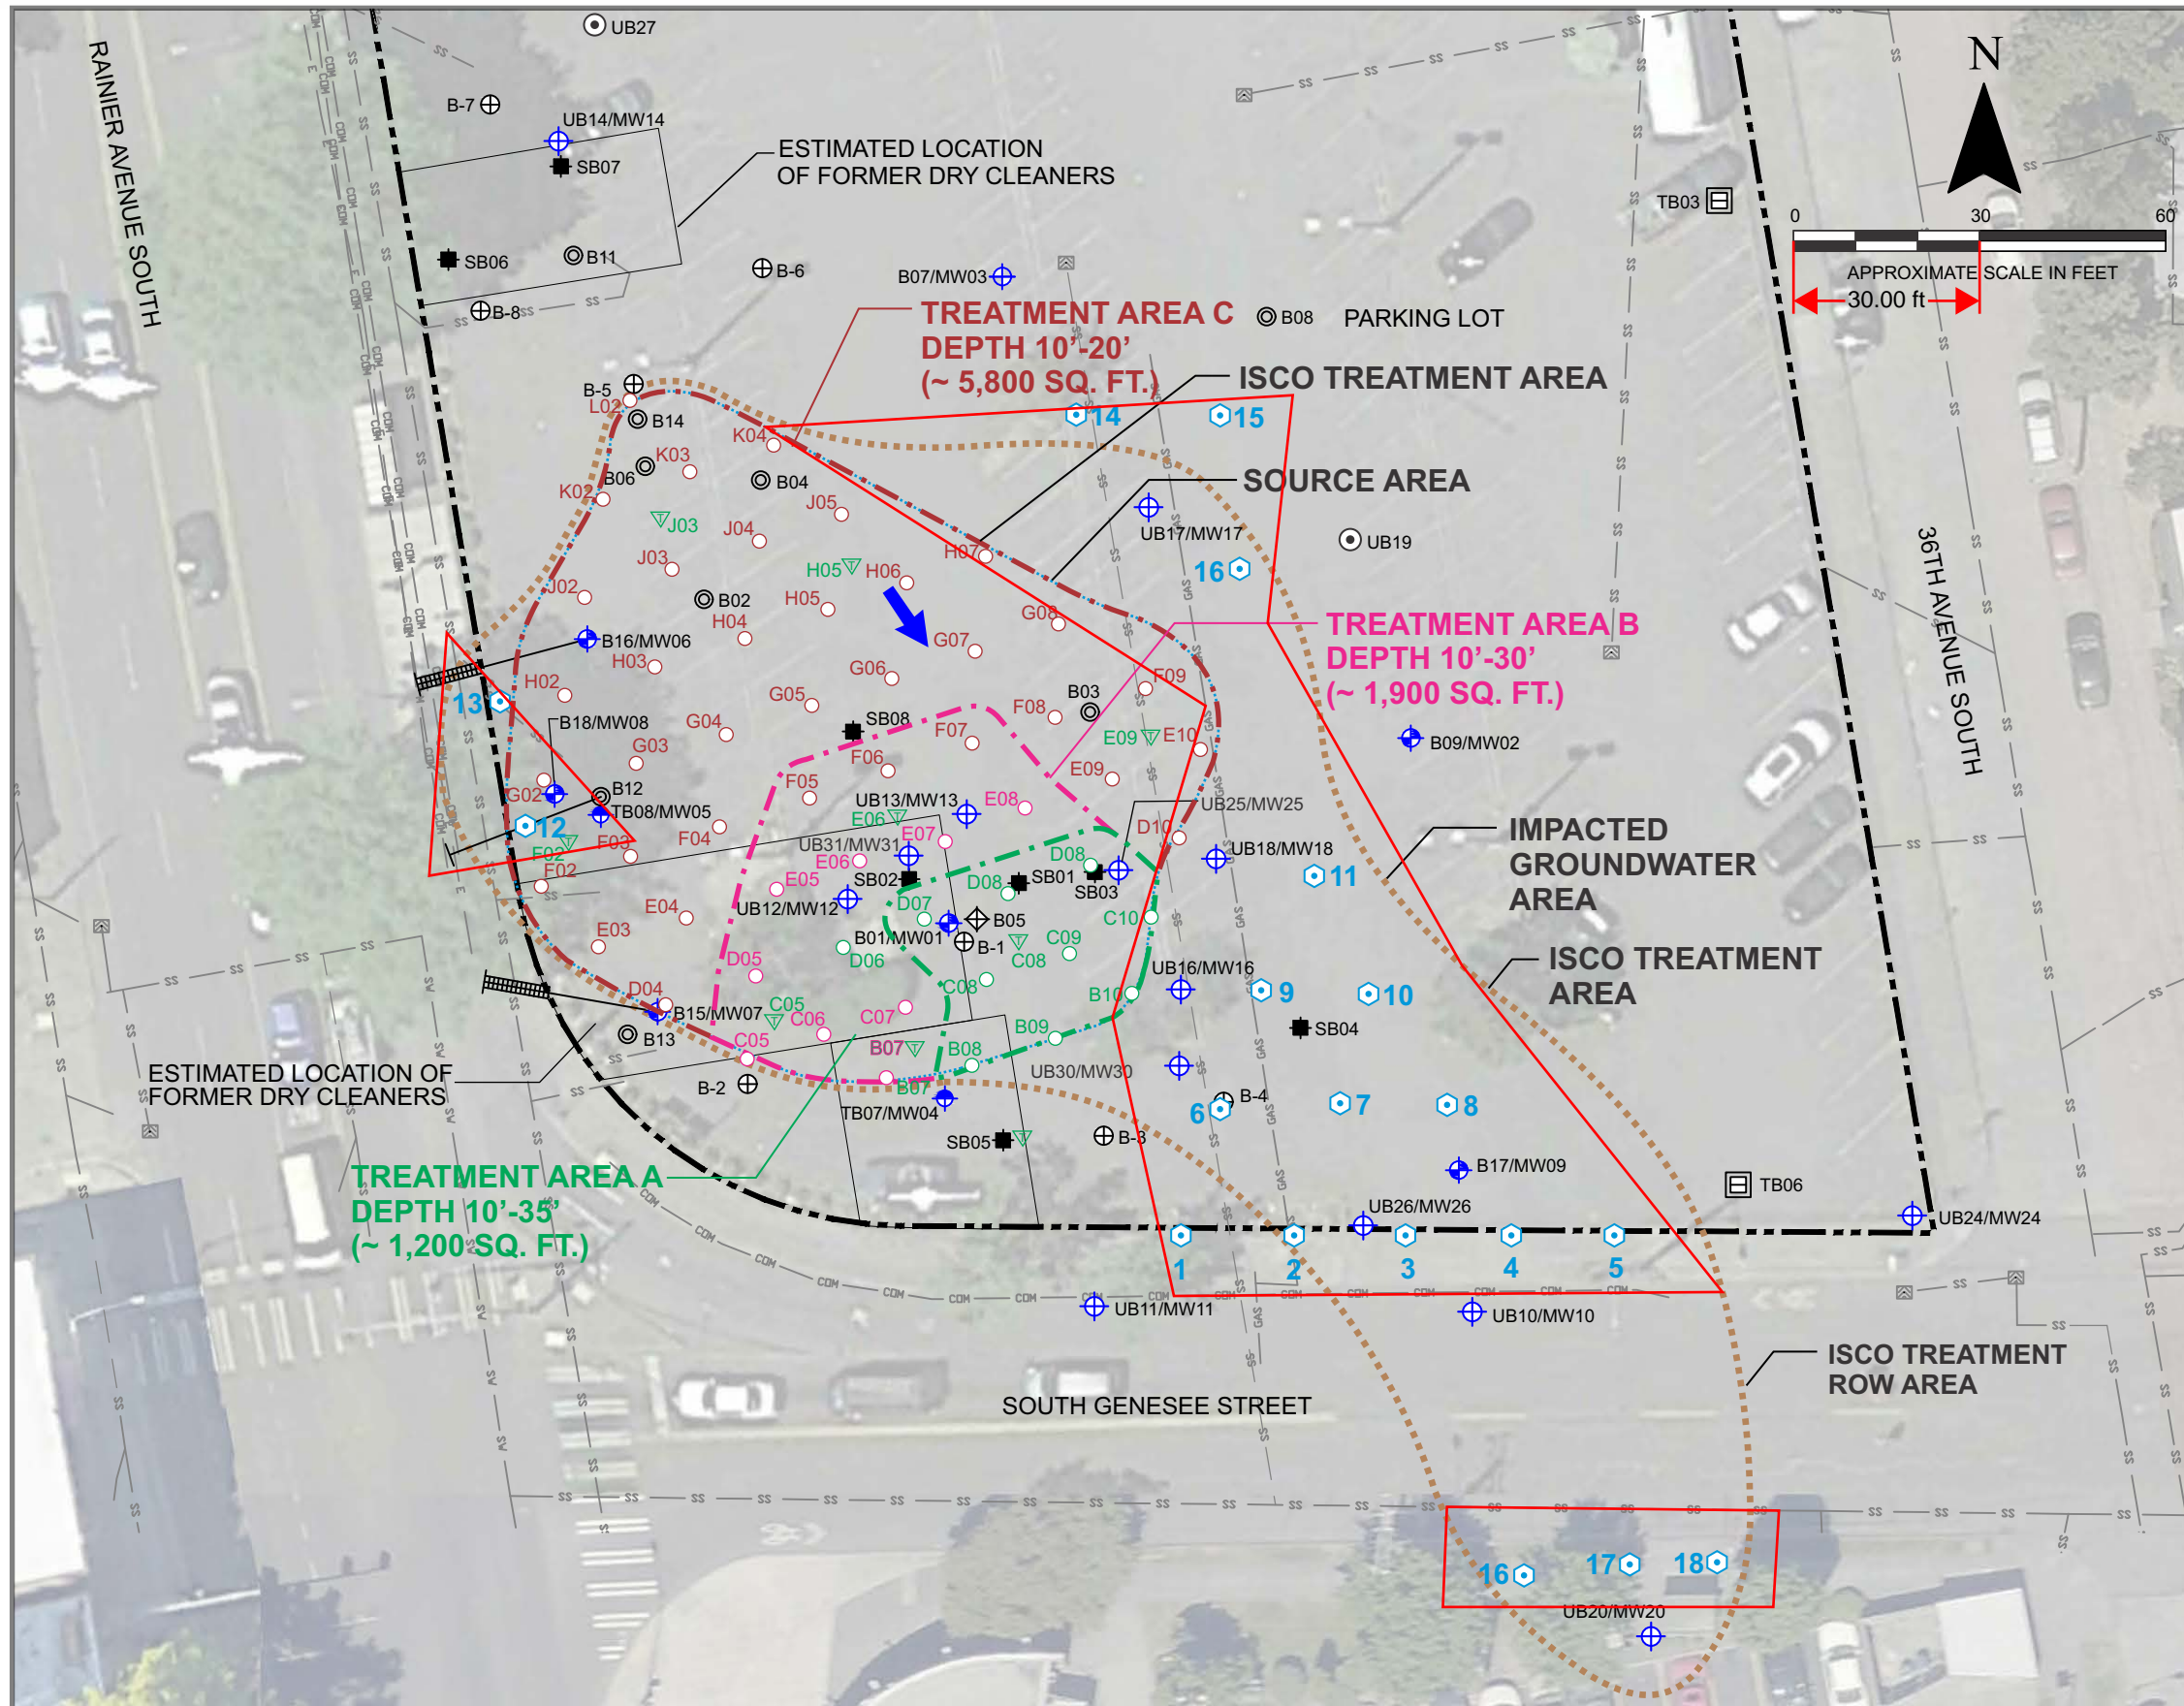 UB27
N
RAINIER AVENUE SOUTH
B-7
UB14/MW14
SB07
ESTIMATED LOCATION
OF FORMER DRY CLEANERS
TB03
0
30
60
APPROXIMATE SCALE IN FEET
30.00 ft
SB06
B11
B-6
B07/MW03
B-8
TREATMENT AREA C
DEPTH 10'-20'
(~ 5,800 SQ. FT.)
B08
PARKING LOT
ISCO TREATMENT AREA
B-5
L02
B14
14
15
K04
K03
B06
B04
SOURCE AREA
K02
J05
J03
J04
UB17/MW17
UB19
H07
J03
H05
H06
16
36TH AVENUE SOUTH
J02
B02
H05
H04
G08
TREATMENT AREA B
DEPTH 10'-30'
(~ 1,900 SQ. FT.)
B16/MW06
G07
H03
H02
G06
F09
13
G05
B03
B18/MW08
G04
SB08
F08
F07
E09
E10
B09/MW02
G03
F06
E09
G02
B12
F05
UB13/MW13
E08
UB25/MW25
TB08/MW05
E06
12
F04
E07
D10
IMPACTED
GROUNDWATER
AREA
F02
F03
UB31/MW31
E06
D08
UB18/MW18
F02
E05
SB02
D08
SB01
SB03
11
UB12/MW12
E04
D07
B05
C10
E03
B01/MW01
B-1
D06
C08
C09
ISCO TREATMENT
AREA
D05
UB16/MW16
C08
D04
B15/MW07
C05
C07
B10
9
10
B13
C06
B09
SB04
C05
B07
B08
ESTIMATED LOCATION OF
FORMER DRY CLEANERS
B-2
B07
UB30/MW30
TB07/MW04
6
B-4
7
8
SB05
B-3
TREATMENT AREA A
DEPTH 10'-35'
(~ 1,200 SQ. FT.)
B17/MW09
TB06
UB26/MW26
UB24/MW24
1
2
3
4
5
UB11/MW11
UB10/MW10
ISCO TREATMENT
ROW AREA
SOUTH GENESEE STREET
16
17
18
UB20/MW20
SS
COM
GAS
SA
E